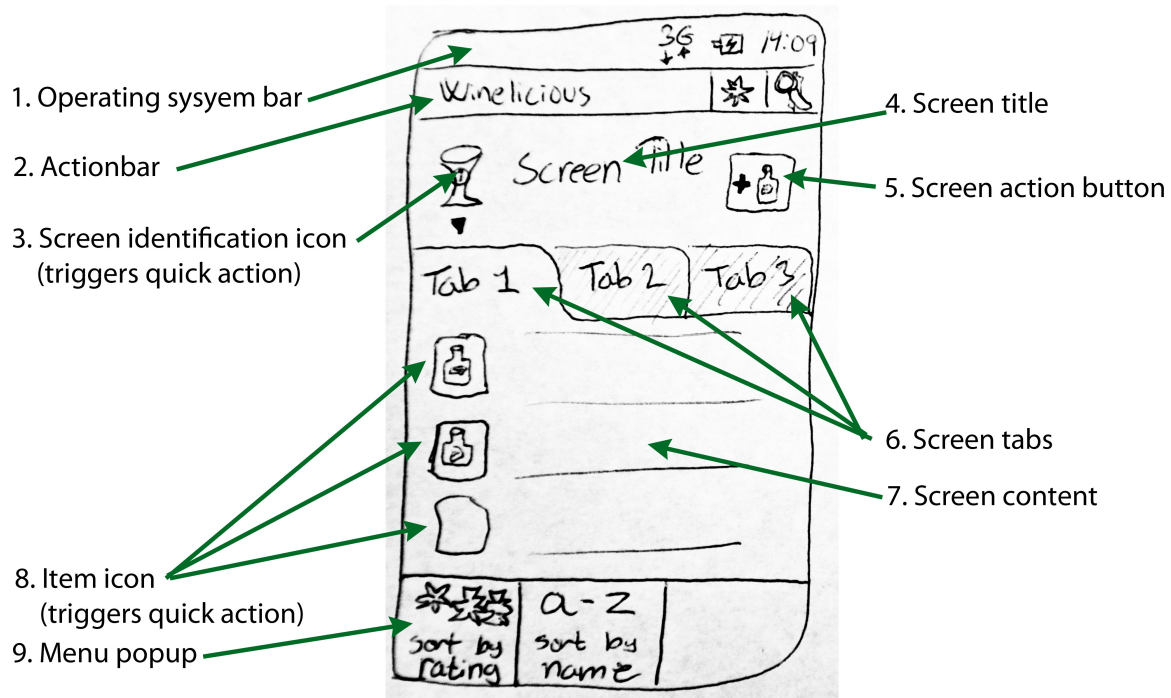 3G 14:09
1. Operating sysyem bar
Winelicious
4. Screen title
2. Actionbar
Screen Title
5. Screen action button
3. Screen identification icon
(triggers quick action)
Tab 1 Tab 2 Tab 3
6. Screen tabs
7. Screen content
8. Item icon
(triggers quick action)
9. Menu popup
sort by
rating
a-z
sort by
name